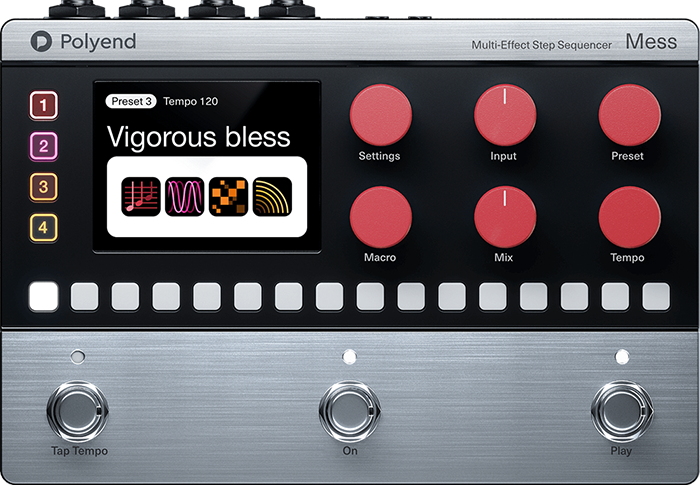 Polyend
Multi-Effect Step Sequencer Mess
1
2
3
4
Preset 3 Tempo 120
Vigorous bless
Settings Input Preset
Macro Mix Tempo
Tap Tempo On Play